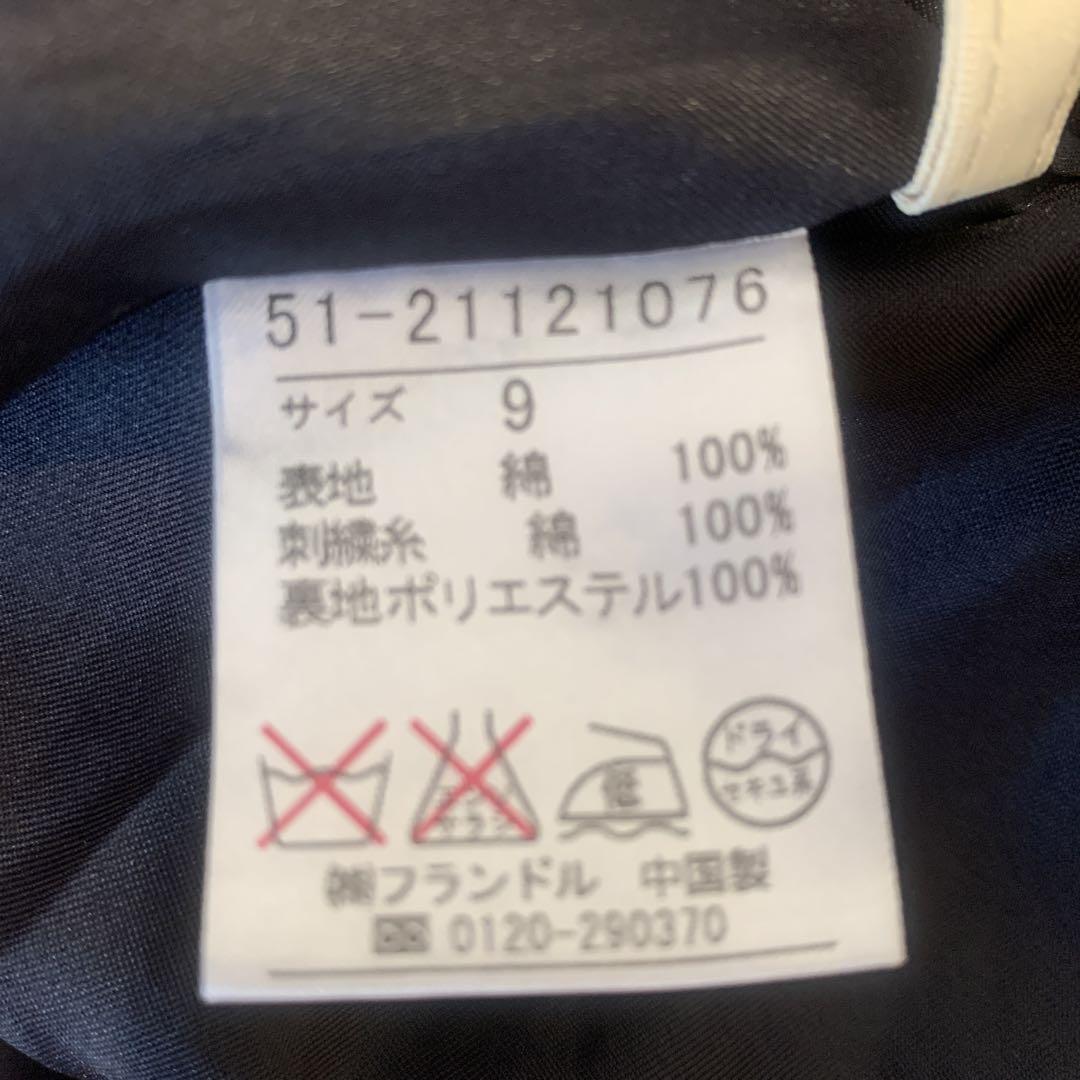 51-21121076
サイズ 9
表地 綿 100%
刺繍糸 綿 100%
裏地ポリエステル100%
低
ドライ
セキユ系
㈱フランドル 中国製
0120-290370